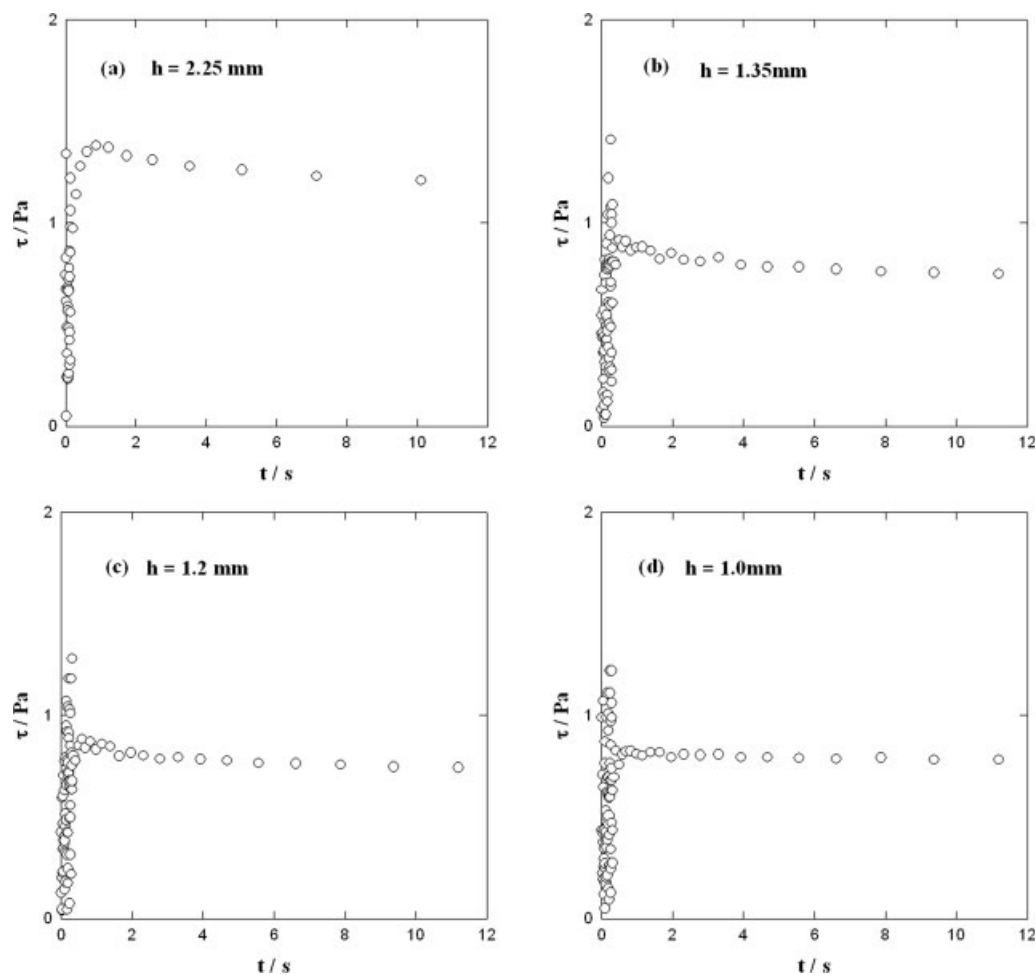 2
(a) h = 2.25 mm
τ / Pa
1
0
0 2 4 6 8 10 12
t / s
2
(b) h = 1.35mm
τ / Pa
1
0
0 2 4 6 8 10 12
t / s
2
(c) h = 1.2 mm
τ / Pa
1
0
0 2 4 6 8 10 12
t / s
2
(d) h = 1.0mm
τ / Pa
1
0
0 2 4 6 8 10 12
t / s